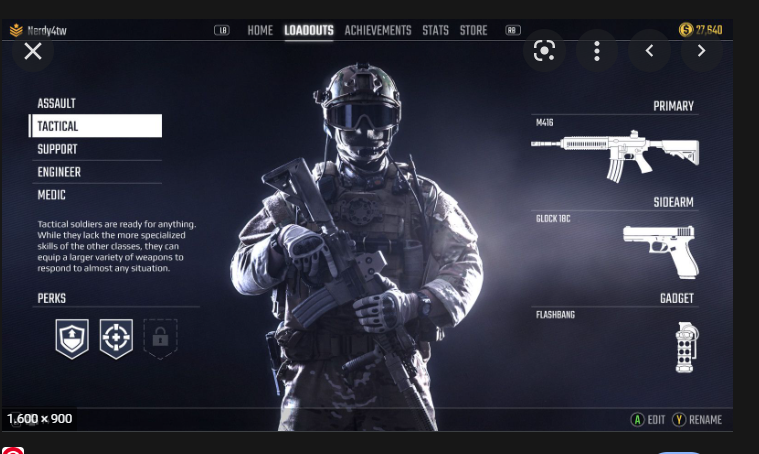 Nerdy4tw
LB HOME LOADOUTS ACHIEVEMENTS STATS STORE RB
$ 27,640
ASSAULT
TACTICAL
SUPPORT
ENGINEER
MEDIC
Tactical soldiers are ready for anything.
While they lack the more specialized
skills of the other classes, they can
equip a larger variety of weapons to
respond to almost any situation.
PERKS
PRIMARY
M416
SIDEARM
GLOCK 18C
GADGET
FLASHBANG
1,600 × 900
A EDIT Y RENAME